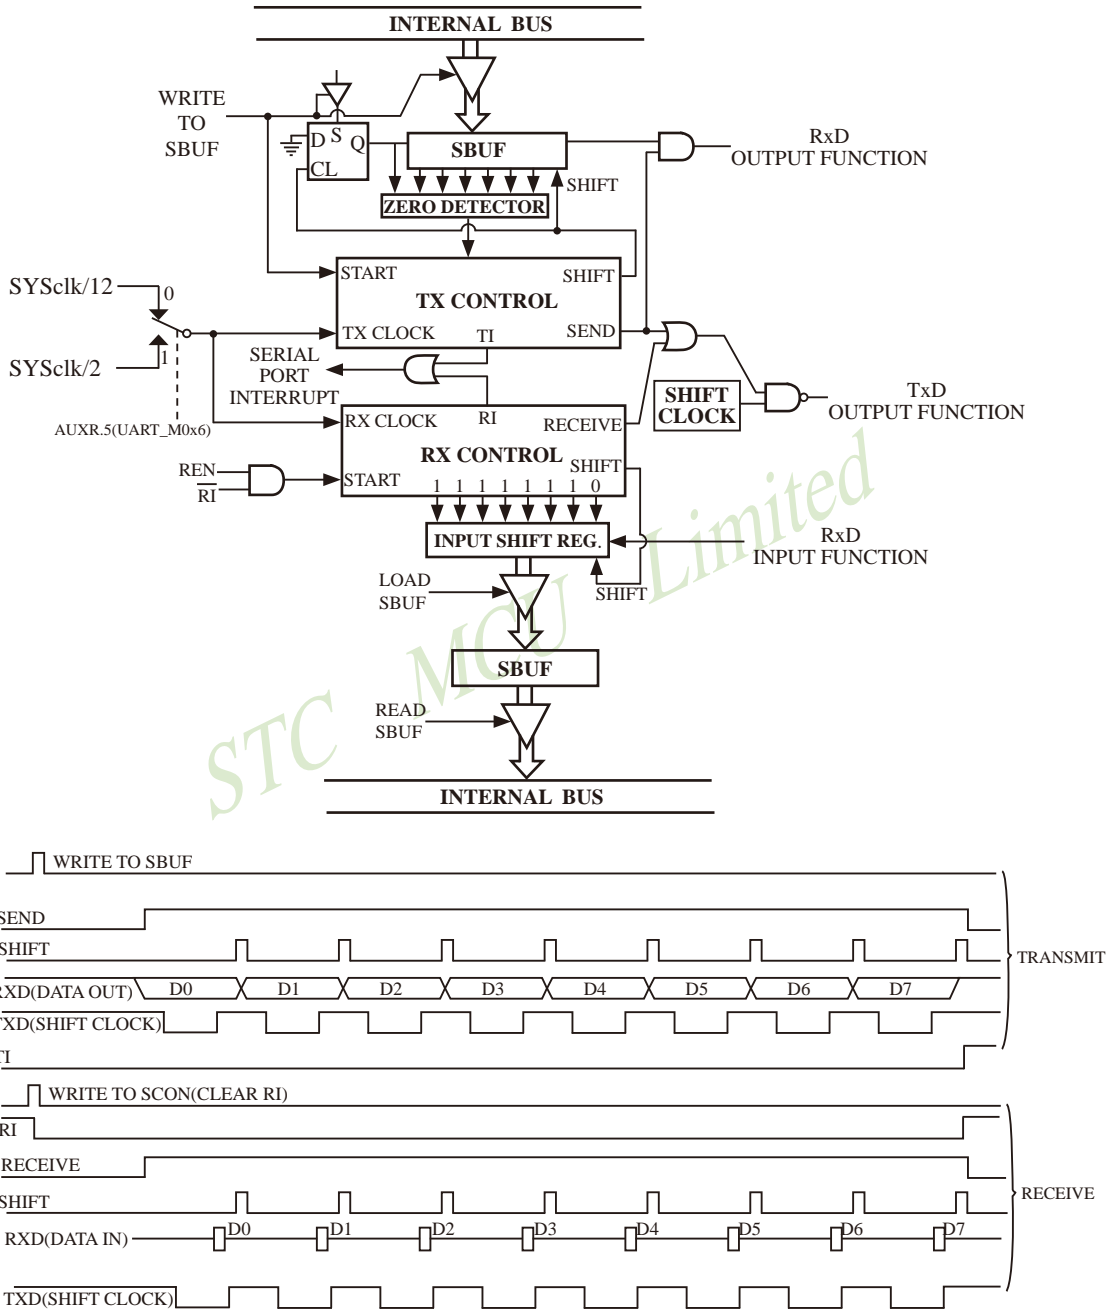 INTERNAL BUS
WRITE
TO
SBUF
D S Q
CL
SBUF
RxD
OUTPUT FUNCTION
SHIFT
ZERO DETECTOR
START
SHIFT
TX CONTROL
TX CLOCK
TI
SEND
SYSclk/12
0
SYSclk/2
1
AUXR.5(UART_M0x6)
SERIAL
PORT
INTERRUPT
SHIFT
CLOCK
TxD
OUTPUT FUNCTION
RX CLOCK
RI
RECEIVE
RX CONTROL
SHIFT
START
1 1 1 1 1 1 1 0
REN
RI
INPUT SHIFT REG.
RxD
INPUT FUNCTION
SHIFT
LOAD
SBUF
SBUF
READ
SBUF
INTERNAL BUS
STC MCU Limited
WRITE TO SBUF
SEND
SHIFT
RXD(DATA OUT) D0 D1 D2 D3 D4 D5 D6 D7
TXD(SHIFT CLOCK)
TI
TRANSMIT
WRITE TO SCON(CLEAR RI)
RI
RECEIVE
SHIFT
RECEIVE
RXD(DATA IN) D0 D1 D2 D3 D4 D5 D6 D7
TXD(SHIFT CLOCK)